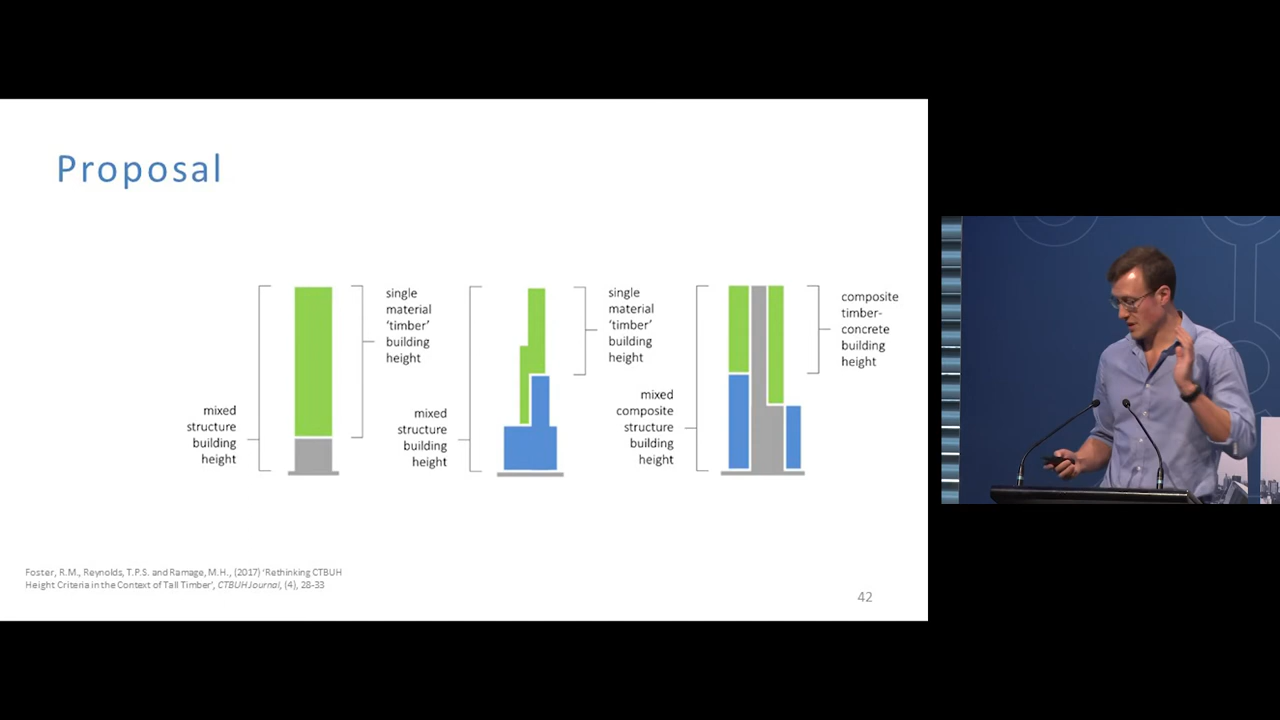 Proposal
single
material
‘timber’
building
height
mixed
structure
building
height
single
material
‘timber’
building
height
mixed
structure
building
height
composite
timber-
concrete
building
height
mixed
composite
structure
building
height
Foster, R.M., Reynolds, T.P.S. and Ramage, M.H., (2017) ‘Rethinking CTBUH
Height Criteria in the Context of Tall Timber’, CTBUH Journal, (4), 28-33
42